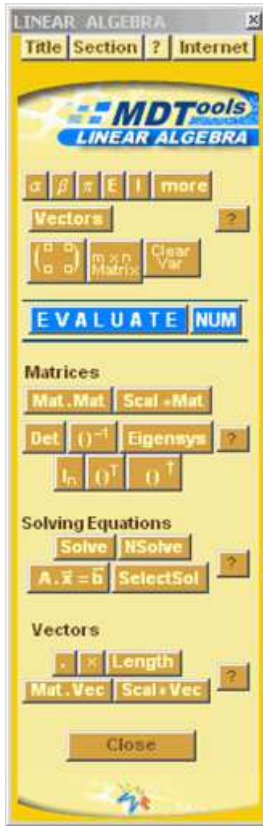 LINEAR ALGEBRA ×
Title Section ? Internet
MDTools
LINEAR ALGEBRA
α β π E I more
Vectors ?
(▫ ▫ ▫ ▫) m×n Matrix Clear Var
EVALUATE NUM
Matrices
Mat.Mat Scal*Mat
Det ()⁻¹ Eigensys ?
Iₙ ()ᵀ ()†
Solving Equations
Solve NSolve
A.x⃗=b⃗ SelectSol ?
Vectors
. × Length
Mat.Vec Scal*Vec ?
Close